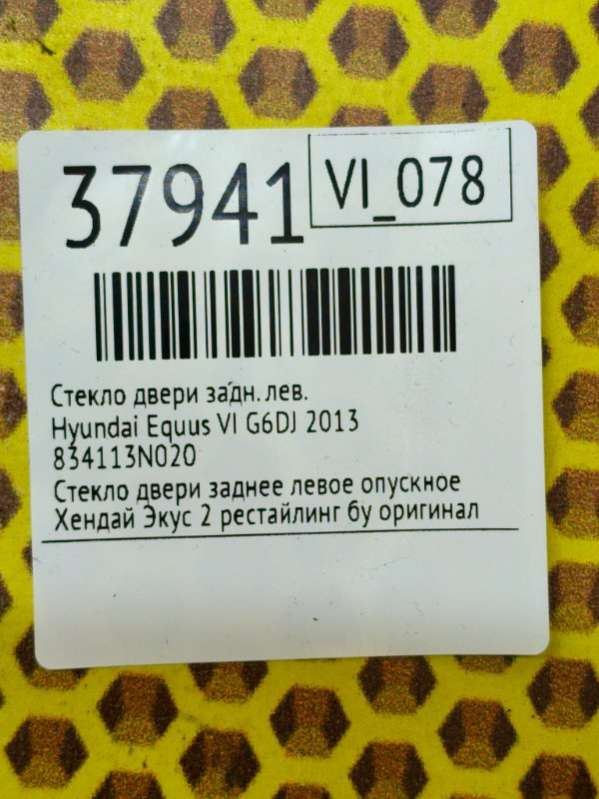 37941
VI_078
Стекло двери задн. лев.
Hyundai Equus VI G6DJ 2013
834113N020
Стекло двери заднее левое опускное
Хендай Экус 2 рестайлинг бу оригинал